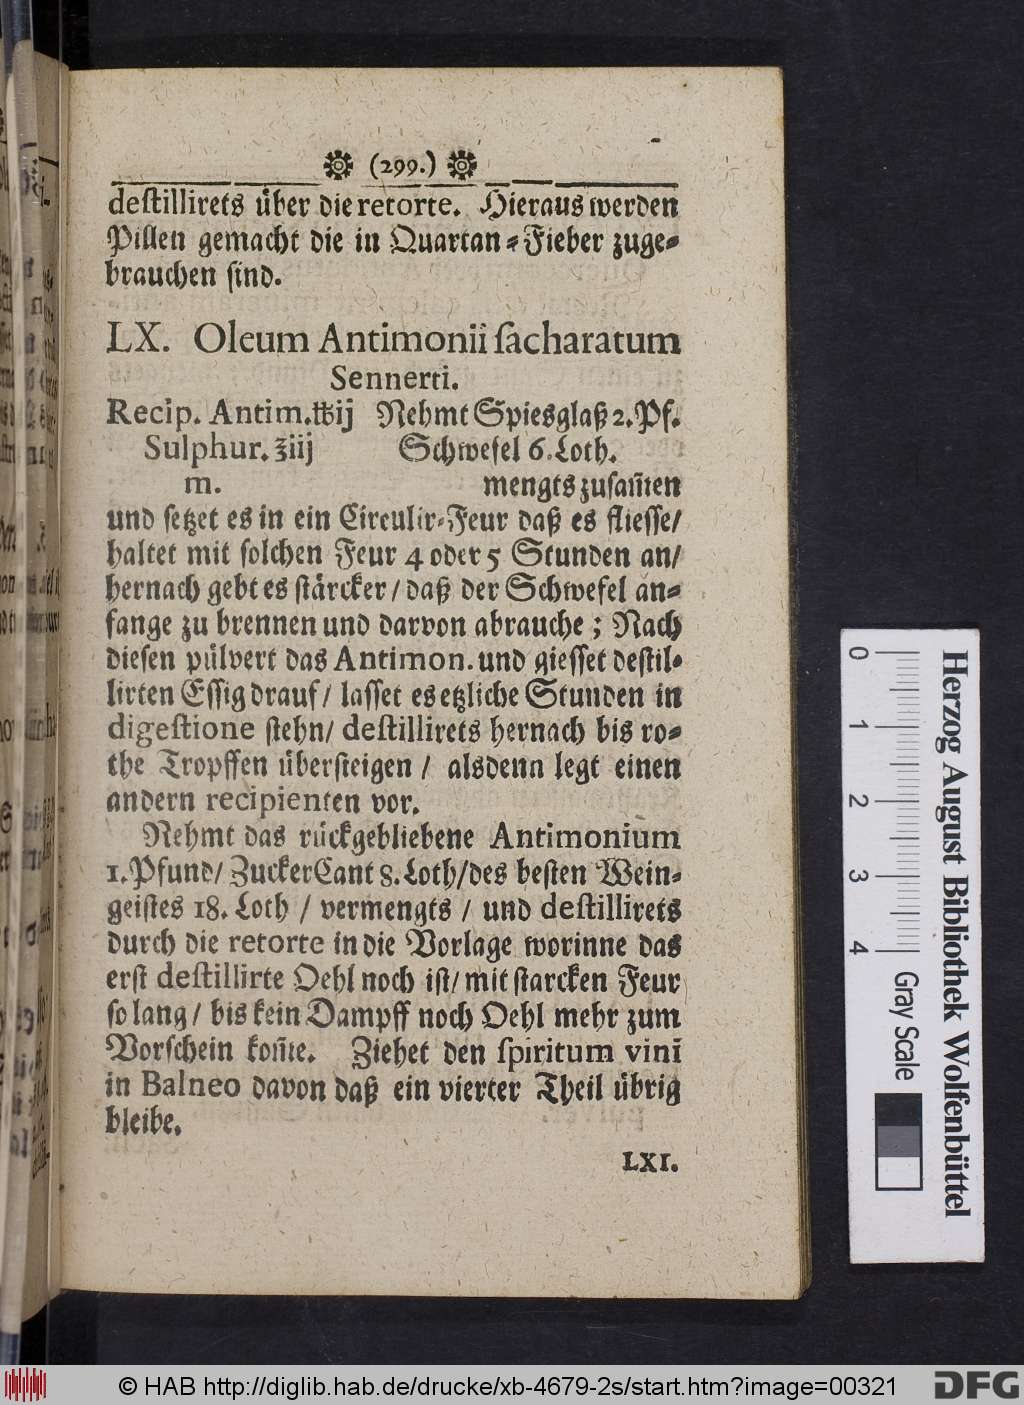 (299.)
deſtillirets über die retorte. Hieraus werden
Pillen gemacht die in Quartan⸗Fieber zuge⸗
brauchen ſind.
LX. Oleum Antimonii ſacharatum
Sennerti.
Recip. Antim. ℔ij Nehmt Spiesglaß 2. Pf.
Sulphur. ℥iij Schwefel 6. Loth.
m. mengts zuſam̃en
und ſetzet es in ein Circulir⸗Feur daß es flieſſe/
haltet mit ſolchen Feur 4 oder 5 Stunden an/
hernach gebt es ſtärcker / daß der Schwefel an⸗
fange zu brennen und darvon abrauche ; Nach
dieſen pülvert das Antimon. und gieſſet deſtil⸗
lirten Eſſig drauf / laſſet es etzliche Stunden in
digeſtione ſtehn / deſtillirets hernach bis ro⸗
the Tropffen überſteigen / alsdenn legt einen
andern recipienten vor.
Nehmt das rückgebliebene Antimonium
1. Pfund / Zucker Cant 8. Loth / des beſten Wein⸗
geiſtes 18. Loth / vermengts / und deſtillirets
durch die retorte in die Vorlage worinne das
erſt deſtillirte Oehl noch iſt / mit ſtarcken Feur
ſo lang / bis kein Dampff noch Oehl mehr zum
Vorſchein kom̃e. Ziehet den ſpiritum vinī
in Balneo davon daß ein vierter Theil übrig
bleibe.
LXI.
0 1 2 3 4
Gray Scale
Herzog August Bibliothek Wolfenbüttel
© HAB http://diglib.hab.de/drucke/xb-4679-2s/start.htm?image=00321
DFG